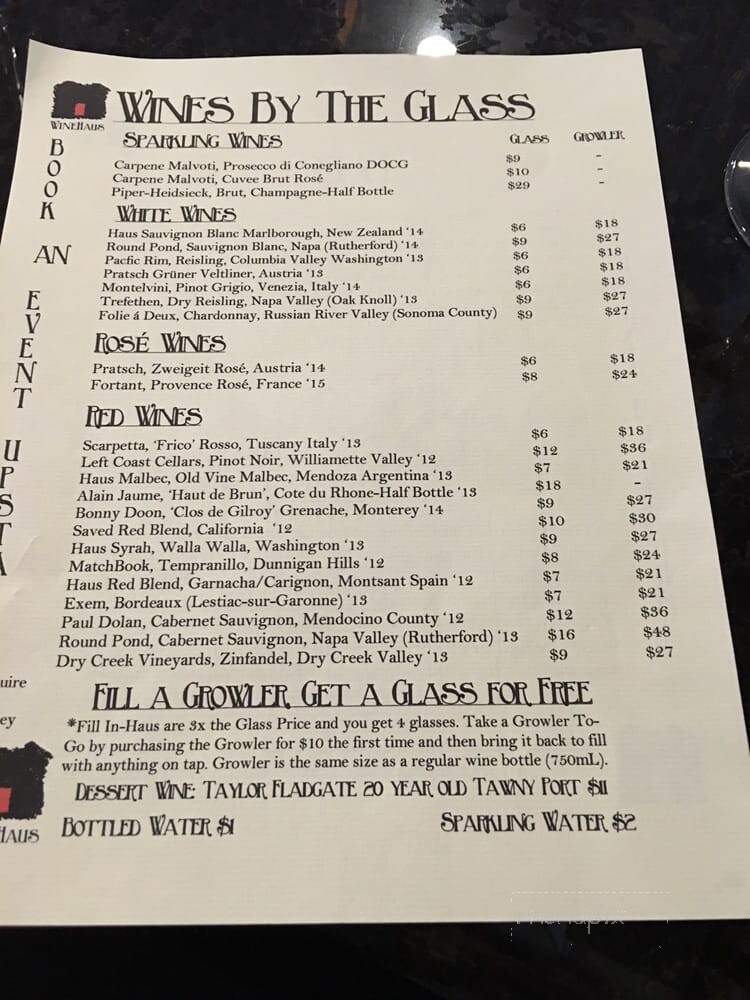 WINES BY THE GLASS
WINEHAUS
SPARKLING WINES GLASS GROWLER
Carpene Malvoti, Prosecco di Conegliano DOCG $9 -
Carpene Malvoti, Cuvee Brut Rosé $10 -
Piper-Heidsieck, Brut, Champagne-Half Bottle $29 -
WHITE WINES
Haus Sauvignon Blanc Marlborough, New Zealand '14 $6 $18
Round Pond, Sauvignon Blanc, Napa (Rutherford) '14 $9 $27
Pacfic Rim, Reisling, Columbia Valley Washington '13 $6 $18
Pratsch Grüner Veltliner, Austria '13 $6 $18
Montelvini, Pinot Grigio, Venezia, Italy '14 $6 $18
Trefethen, Dry Reisling, Napa Valley (Oak Knoll) '13 $9 $27
Folie á Deux, Chardonnay, Russian River Valley (Sonoma County) $9 $27
ROSÉ WINES
Pratsch, Zweigeit Rosé, Austria '14 $6 $18
Fortant, Provence Rosé, France '15 $8 $24
RED WINES
Scarpetta, 'Frico' Rosso, Tuscany Italy '13 $6 $18
Left Coast Cellars, Pinot Noir, Williamette Valley '12 $12 $36
Haus Malbec, Old Vine Malbec, Mendoza Argentina '13 $7 $21
Alain Jaume, 'Haut de Brun', Cote du Rhone-Half Bottle '13 $18 -
Bonny Doon, 'Clos de Gilroy' Grenache, Monterey '14 $9 $27
Saved Red Blend, California '12 $10 $30
Haus Syrah, Walla Walla, Washington '13 $9 $27
MatchBook, Tempranillo, Dunnigan Hills '12 $8 $24
Haus Red Blend, Garnacha/Carignon, Montsant Spain '12 $7 $21
Exem, Bordeaux (Lestiac-sur-Garonne) '13 $7 $21
Paul Dolan, Cabernet Sauvignon, Mendocino County '12 $12 $36
Round Pond, Cabernet Sauvignon, Napa Valley (Rutherford) '13 $16 $48
Dry Creek Vineyards, Zinfandel, Dry Creek Valley '13 $9 $27
FILL A GROWLER GET A GLASS FOR FREE
*Fill In-Haus are 3x the Glass Price and you get 4 glasses. Take a Growler To-
Go by purchasing the Growler for $10 the first time and then bring it back to fill
with anything on tap. Growler is the same size as a regular wine bottle (750mL).
DESSERT WINE: TAYLOR FLADGATE 20 YEAR OLD TAWNY PORT $11
BOTTLED WATER $1 SPARKLING WATER $2
B
O
O
K
AN
E
V
E
N
T
U
P
S
T
A
uire
ey
HAUS